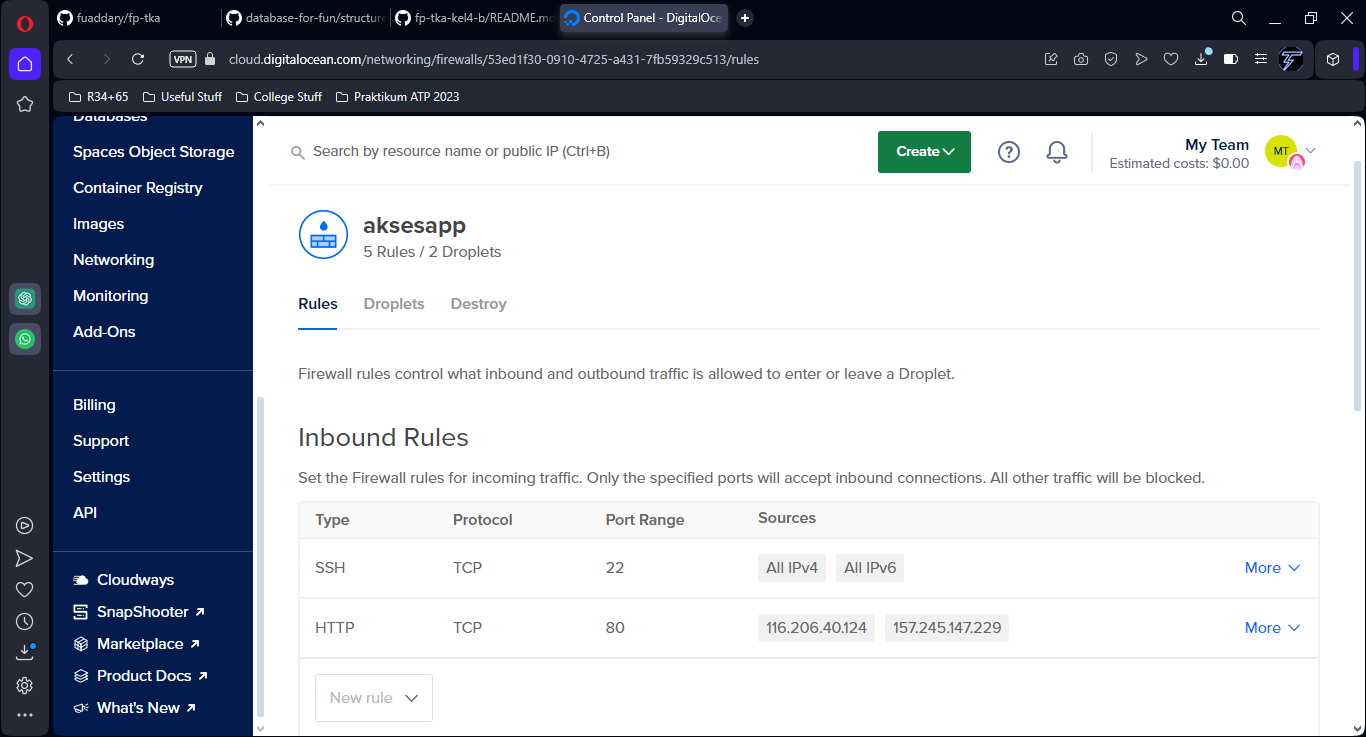 fuaddary/fp-tka
database-for-fun/structure
fp-tka-kel4-b/README.md
Control Panel - DigitalOcea
VPN
cloud.digitalocean.com/networking/firewalls/53ed1f30-0910-4725-a431-7fb59329c513/rules
R34+65
Useful Stuff
College Stuff
Praktikum ATP 2023
Databases
Spaces Object Storage
Container Registry
Images
Networking
Monitoring
Add-Ons
Billing
Support
Settings
API
Cloudways
SnapShooter
Marketplace
Product Docs
What's New
Search by resource name or public IP (Ctrl+B)
Create
My Team
Estimated costs: $0.00
MT
aksesapp
5 Rules / 2 Droplets
Rules Droplets Destroy
Firewall rules control what inbound and outbound traffic is allowed to enter or leave a Droplet.
Inbound Rules
Set the Firewall rules for incoming traffic. Only the specified ports will accept inbound connections. All other traffic will be blocked.
Type Protocol Port Range Sources
SSH TCP 22 All IPv4 All IPv6 More
HTTP TCP 80 116.206.40.124 157.245.147.229 More
New rule